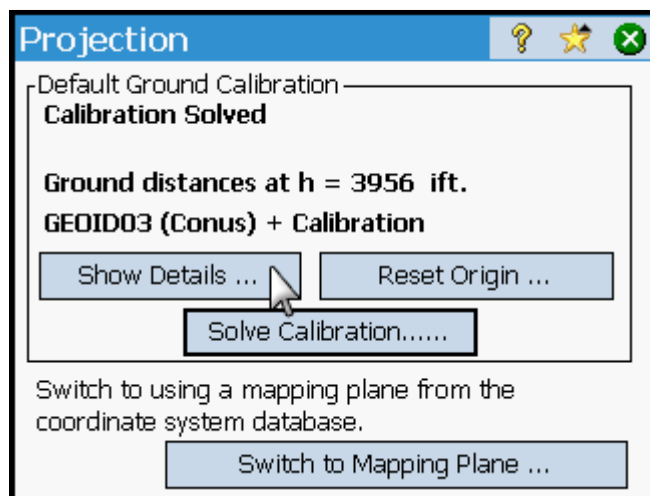 Projection ?
Default Ground Calibration
Calibration Solved
Ground distances at h = 3956 ift.
GEOID03 (Conus) + Calibration
Show Details ... Reset Origin ...
Solve Calibration......
Switch to using a mapping plane from the
coordinate system database.
Switch to Mapping Plane ...